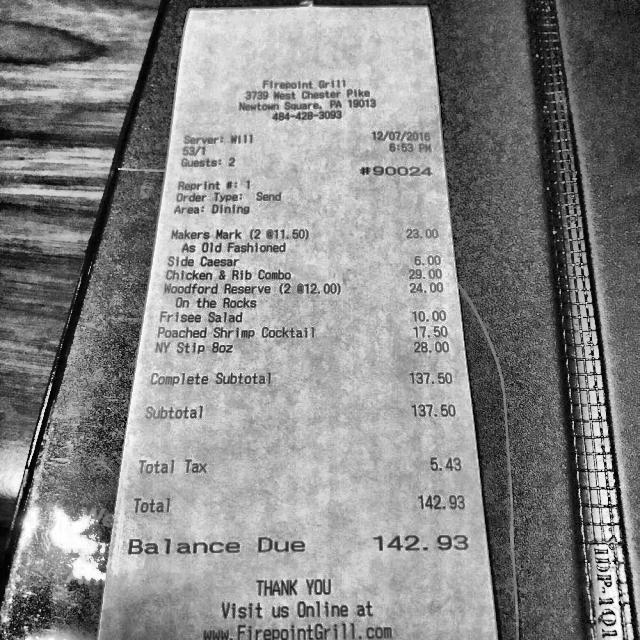 Firepoint Grill
3739 West Chester Pike
Newtown Square, PA 19013
484-428-3093
Server: Will 12/07/2016
53/1 6:53 PM
Guests: 2
#90024
Reprint #: 1
Order Type: Send
Area: Dining
Makers Mark (2 @11.50) 23.00
As Old Fashioned
Side Caesar 6.00
Chicken & Rib Combo 29.00
Woodford Reserve (2 @12.00) 24.00
On the Rocks
Frisee Salad 10.00
Poached Shrimp Cocktail 17.50
NY Stip 8oz 28.00
Complete Subtotal 137.50
Subtotal 137.50
Total Tax 5.43
Total 142.93
Balance Due 142.93
THANK YOU
Visit us Online at
www.FirepointGrill.com